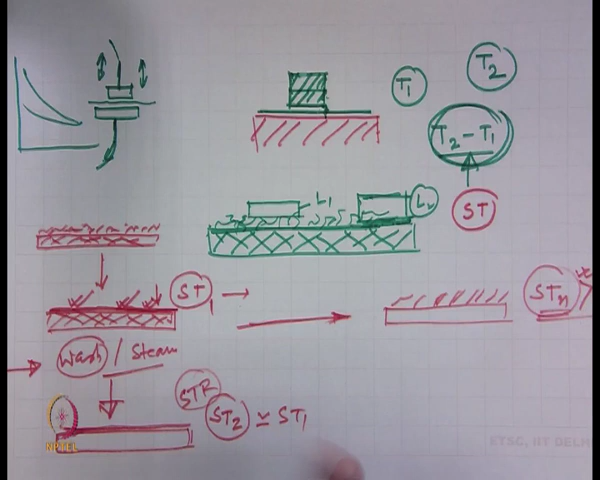 T1
T2
T2 - T1
ST
L1
L2
ST1
STn
Wash / Steam
STR
ST2 ≃ ST1
NPTEL
ETSC, IIT DELHI